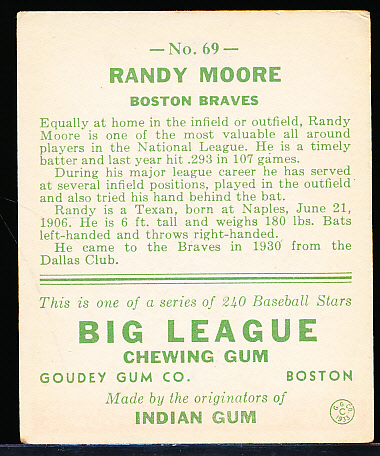 — No. 69 —
RANDY MOORE
BOSTON BRAVES
Equally at home in the infield or outfield, Randy
Moore is one of the most valuable all around
players in the National League. He is a timely
batter and last year hit .293 in 107 games.
During his major league career he has served
at several infield positions, played in the outfield
and also tried his hand behind the bat.
Randy is a Texan, born at Naples, June 21,
1906. He is 6 ft. tall and weighs 180 lbs. Bats
left-handed and throws right-handed.
He came to the Braves in 1930 from the
Dallas Club.
This is one of a series of 240 Baseball Stars
BIG LEAGUE
CHEWING GUM
GOUDEY GUM CO. BOSTON
Made by the originators of
INDIAN GUM
G.G.CO.
C
1933